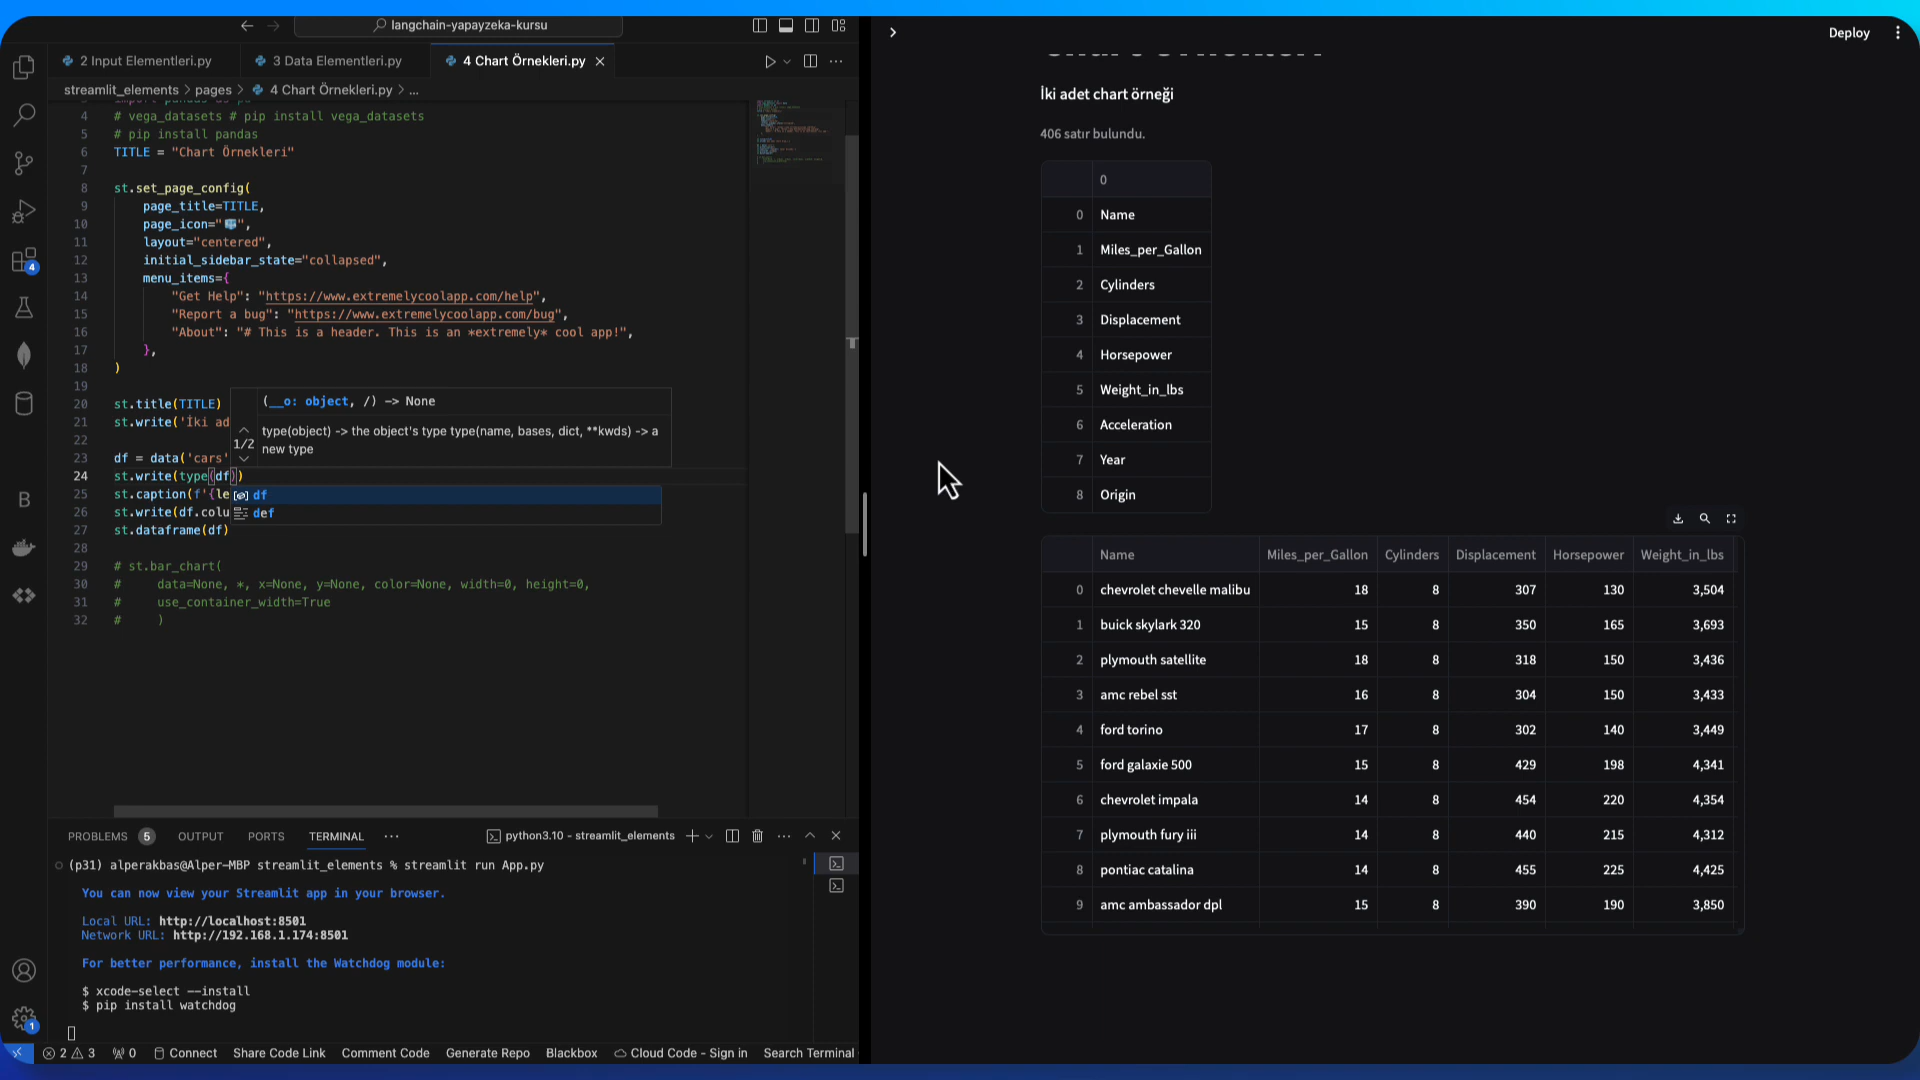 langchain-yapayzeka-kursu
2 Input Elementleri.py
3 Data Elementleri.py
4 Chart Örnekleri.py
streamlit_elements > pages > 4 Chart Örnekleri.py > ...
4 # vega_datasets # pip install vega_datasets
5 # pip install pandas
6 TITLE = "Chart Örnekleri"
7
8 st.set_page_config(
9 page_title=TITLE,
10 page_icon="",
11 layout="centered",
12 initial_sidebar_state="collapsed",
13 menu_items={
14 "Get Help": "https://www.extremelycoolapp.com/help",
15 "Report a bug": "https://www.extremelycoolapp.com/bug",
16 "About": "# This is a header. This is an *extremely* cool app!",
17 },
18 )
19
20 st.title(TITLE)
21 st.write('İki ad
22
23 df = data('cars'
24 st.write(type(df))
25 st.caption(f'{le
26 st.write(df.colu
27 st.dataframe(df)
28
29 # st.bar_chart(
30 # data=None, *, x=None, y=None, color=None, width=0, height=0,
31 # use_container_width=True
32 # )
(__o: object, /) -> None
1/2
type(object) -> the object's type type(name, bases, dict, **kwds) -> a
new type
df
def
PROBLEMS 5 OUTPUT PORTS TERMINAL ...
python3.10 - streamlit_elements
(p31) alperakbas@Alper-MBP streamlit_elements % streamlit run App.py
You can now view your Streamlit app in your browser.
Local URL: http://localhost:8501
Network URL: http://192.168.1.174:8501
For better performance, install the Watchdog module:
$ xcode-select --install
$ pip install watchdog
4
B
1
2 3 0 Connect Share Code Link Comment Code Generate Repo Blackbox Cloud Code - Sign in Search Terminal
Deploy
İki adet chart örneği
406 satır bulundu.
0
0 Name
1 Miles_per_Gallon
2 Cylinders
3 Displacement
4 Horsepower
5 Weight_in_lbs
6 Acceleration
7 Year
8 Origin
Name Miles_per_Gallon Cylinders Displacement Horsepower Weight_in_lbs
0 chevrolet chevelle malibu 18 8 307 130 3,504
1 buick skylark 320 15 8 350 165 3,693
2 plymouth satellite 18 8 318 150 3,436
3 amc rebel sst 16 8 304 150 3,433
4 ford torino 17 8 302 140 3,449
5 ford galaxie 500 15 8 429 198 4,341
6 chevrolet impala 14 8 454 220 4,354
7 plymouth fury iii 14 8 440 215 4,312
8 pontiac catalina 14 8 455 225 4,425
9 amc ambassador dpl 15 8 390 190 3,850